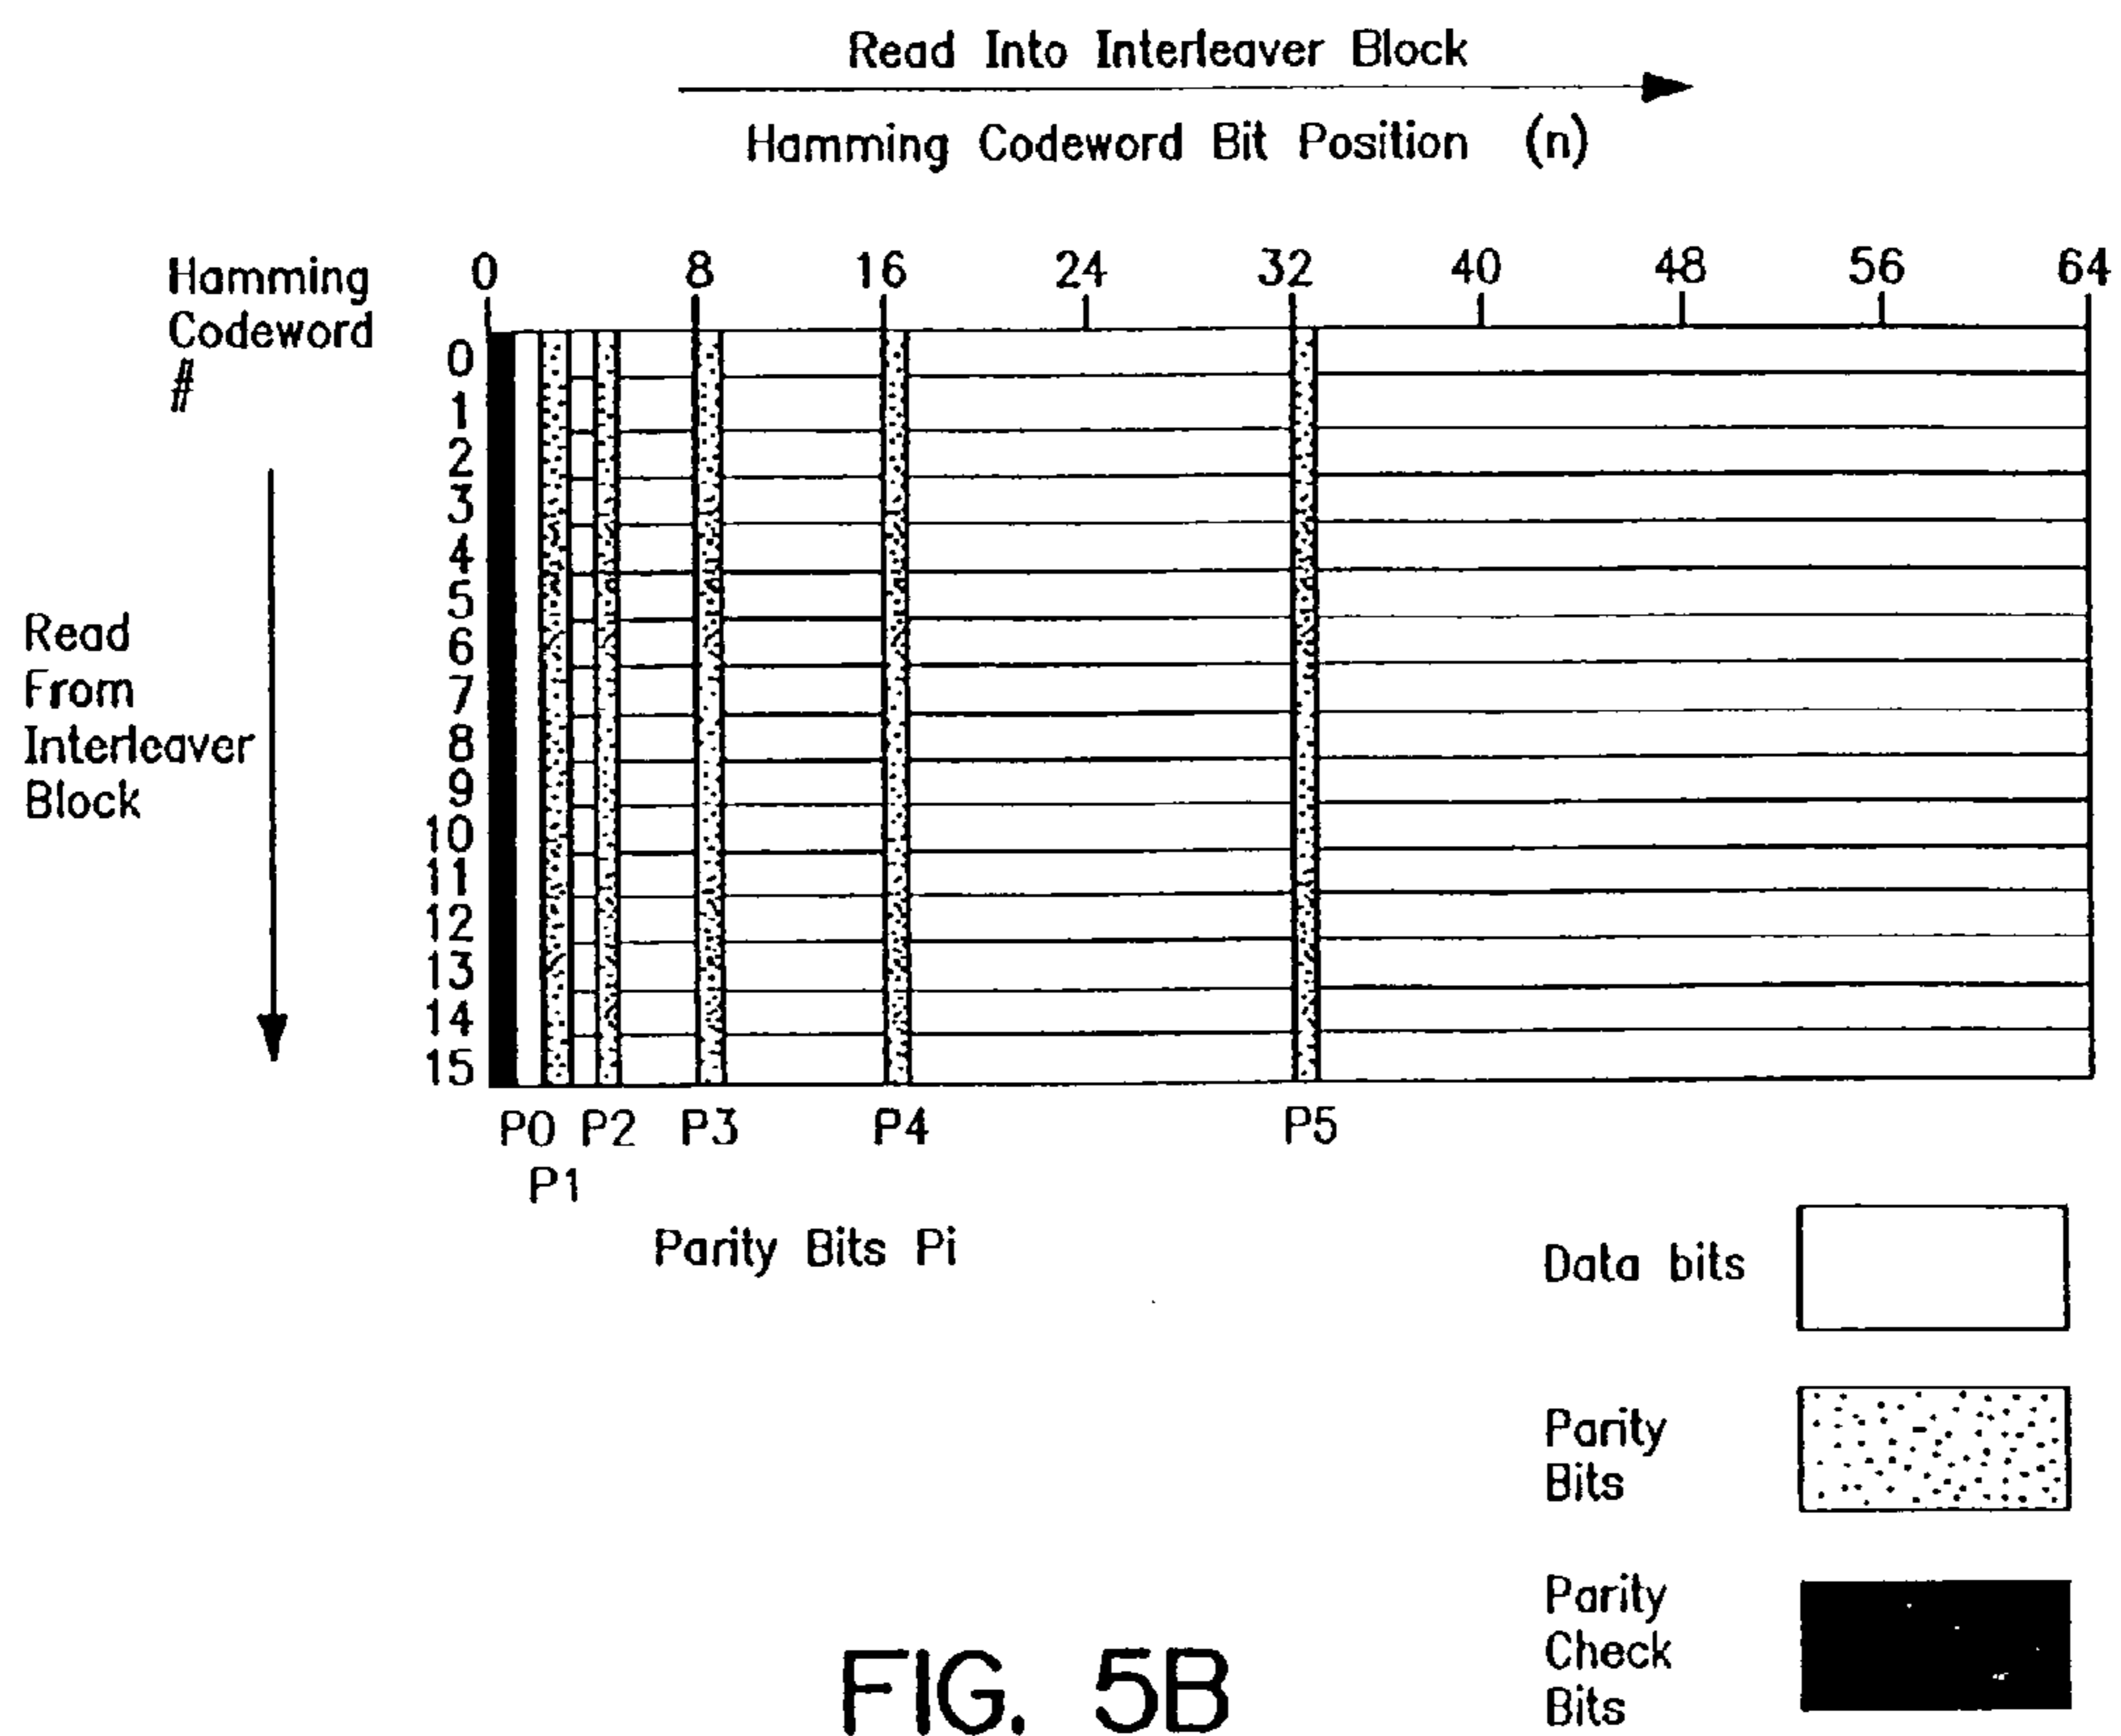 Read Into Interleaver Block
Hamming Codeword Bit Position (n)
Hamming
Codeword
#
0 8 16 24 32 40 48 56 64
0
1
2
3
4
5
6
7
8
9
10
11
12
13
14
15
Read
From
Interleaver
Block
P0 P2 P3 P4 P5
P1
Parity Bits Pi
Data bits
Parity
Bits
Parity
Check
Bits
FIG. 5B